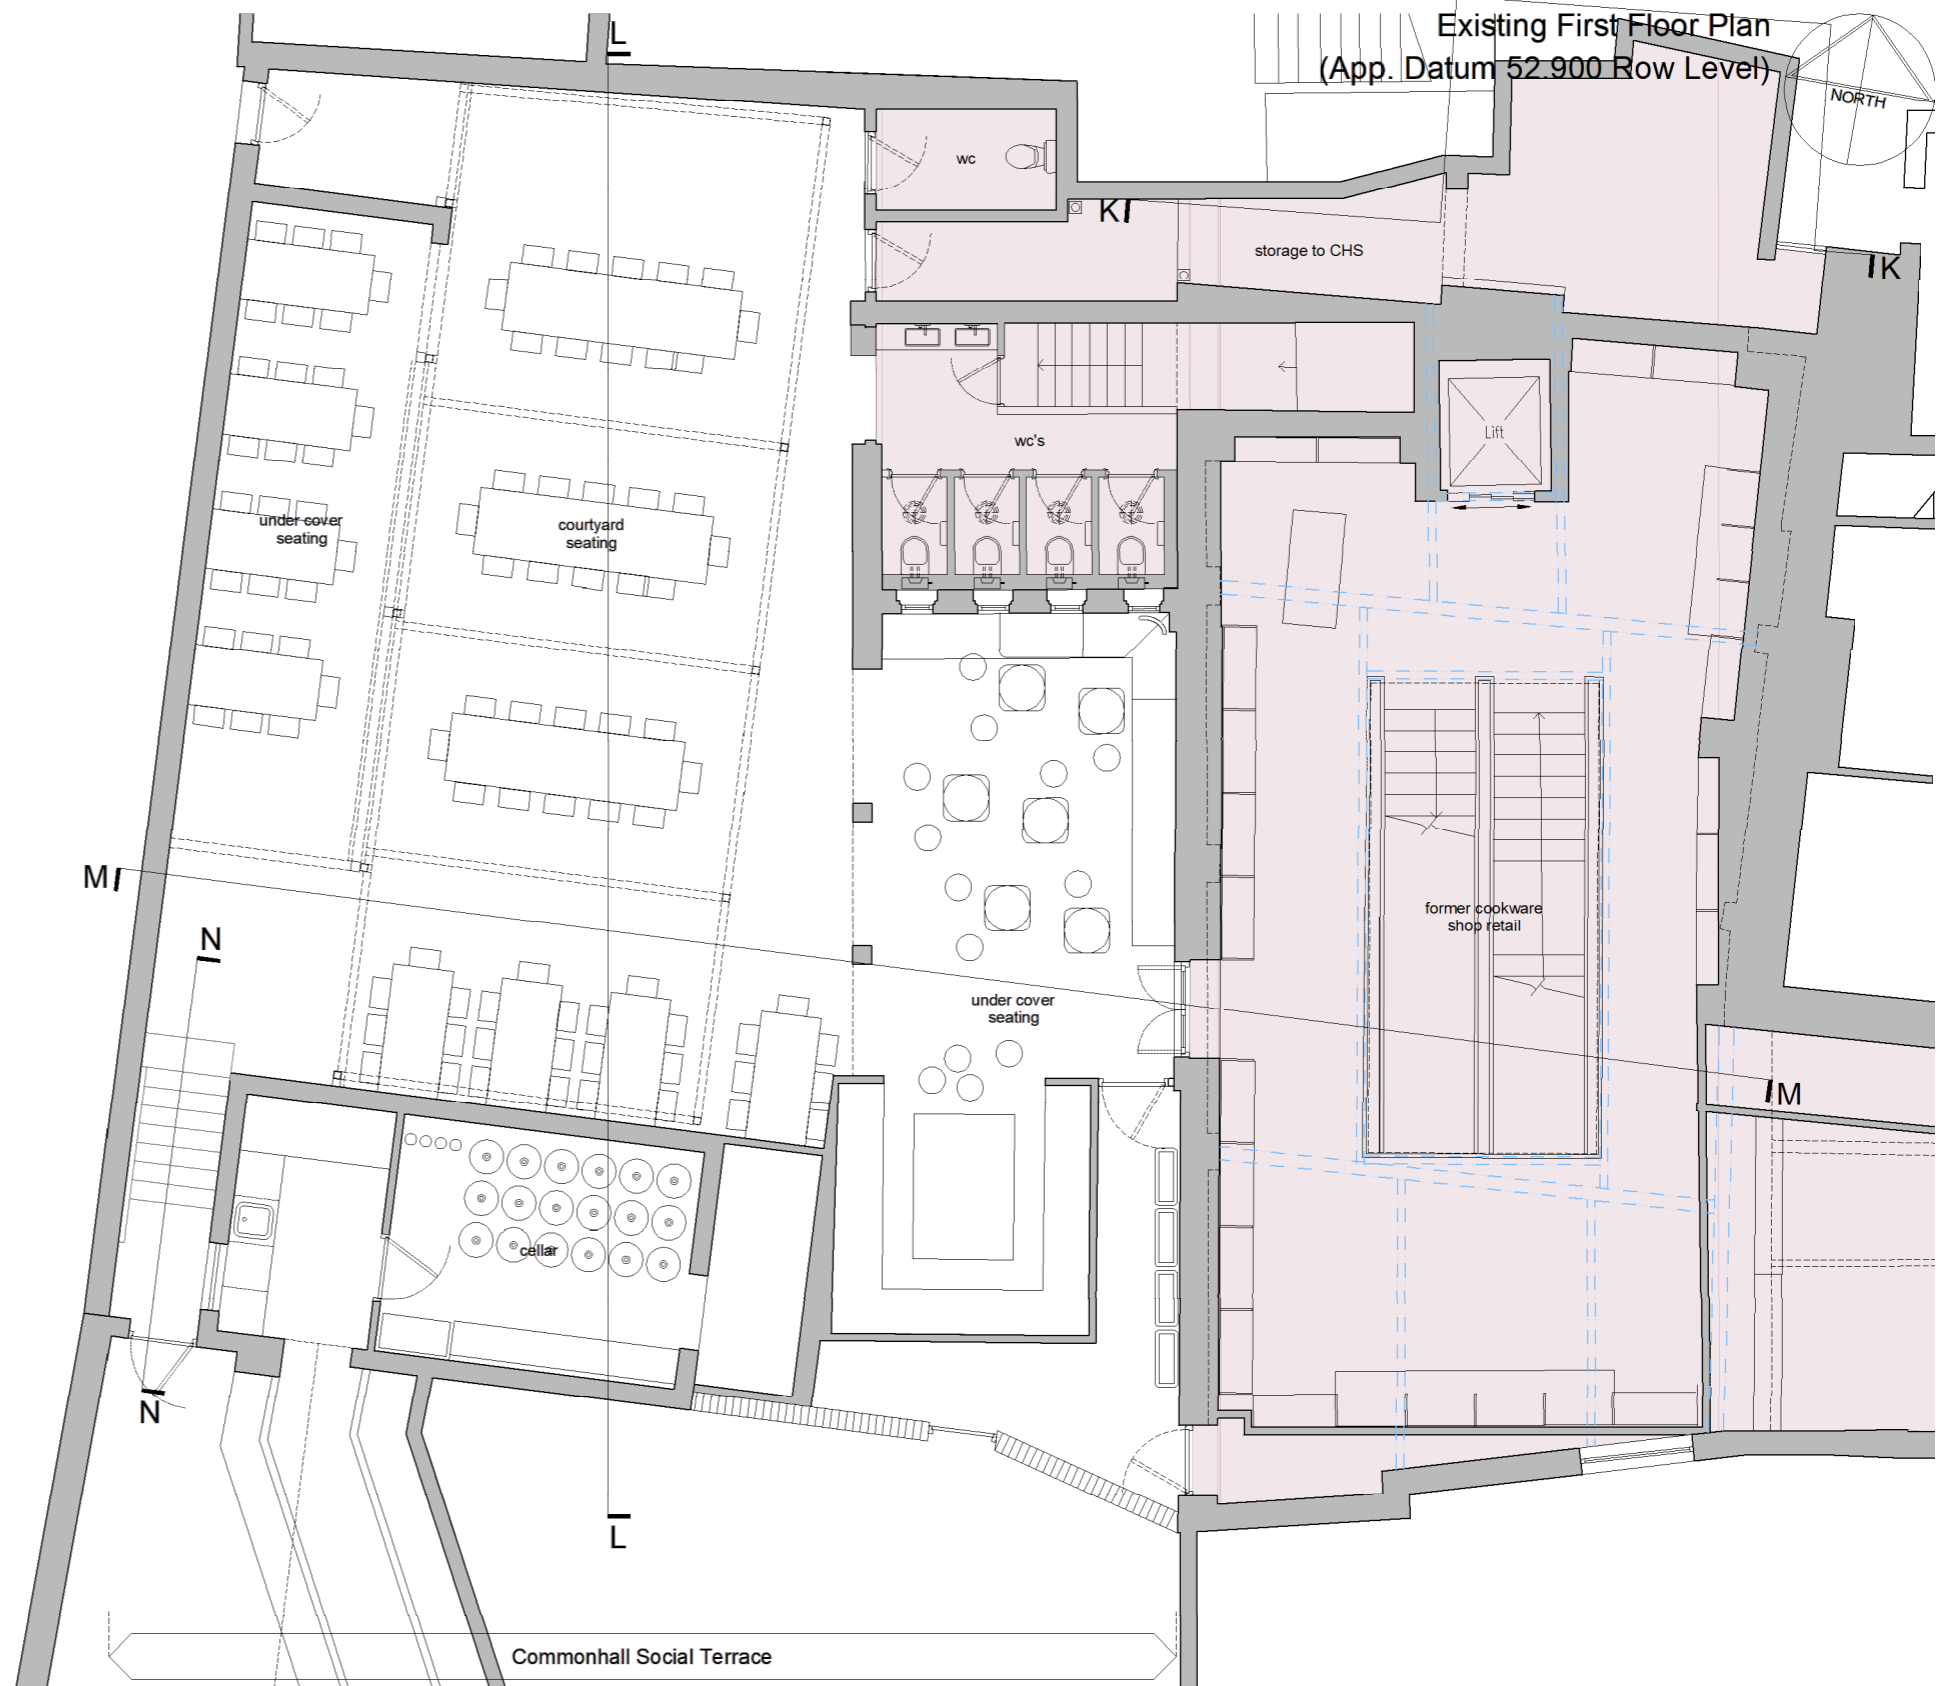 Existing First Floor Plan
(App. Datum 52.900 Row Level)
NORTH
L
wc
K
storage to CHS
K
Lift
wc's
under cover
seating
courtyard
seating
M
N
former cookware
shop retail
under cover
seating
M
cellar
N
L
Commonhall Social Terrace